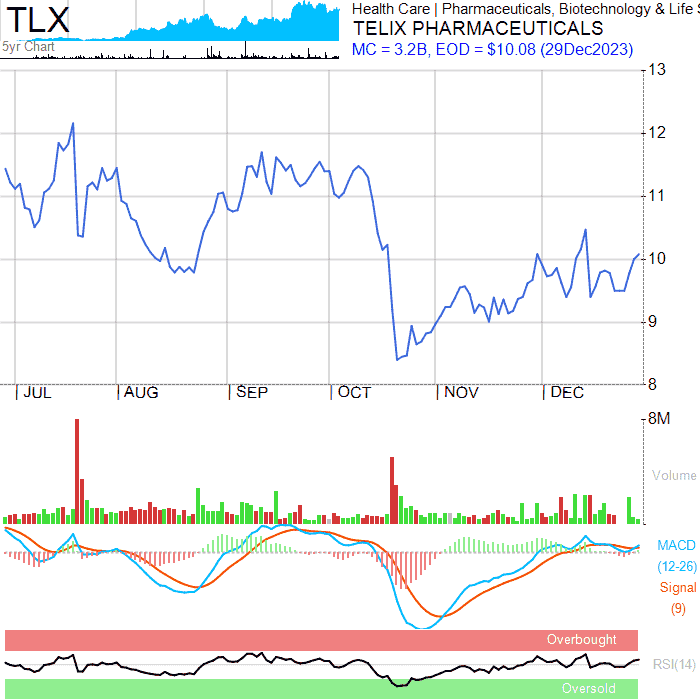 TLX
5yr Chart
Health Care | Pharmaceuticals, Biotechnology & Life
TELIX PHARMACEUTICALS
MC = 3.2B, EOD = $10.08 (29Dec2023)
13
12
11
10
9
8
| JUL | AUG | SEP | OCT | NOV | DEC
8M
Volume
MACD
(12-26)
Signal
(9)
Overbought
RSI(14)
Oversold